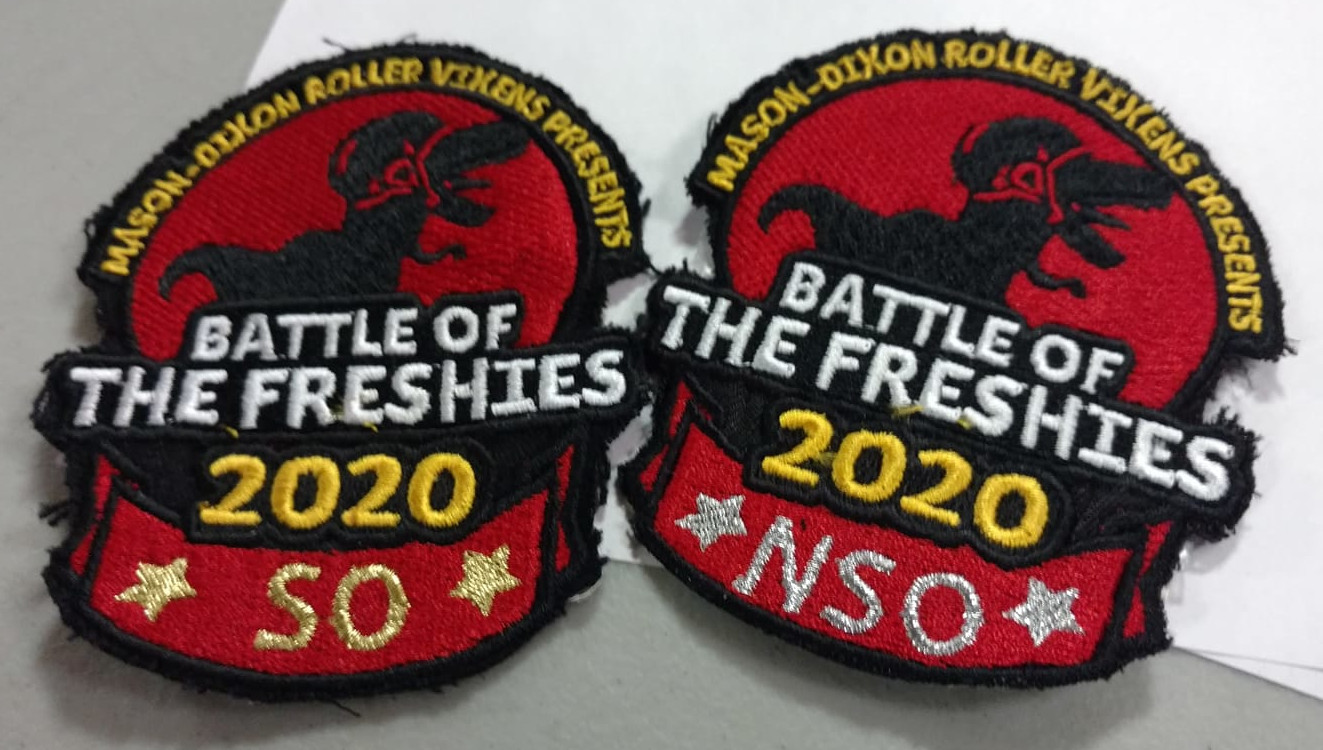 MASON-DIXON ROLLER VIXENS PRESENTS
BATTLE OF
THE FRESHIES
2020
SO
MASON-DIXON ROLLER VIXENS PRESENTS
BATTLE OF
THE FRESHIES
2020
NSO